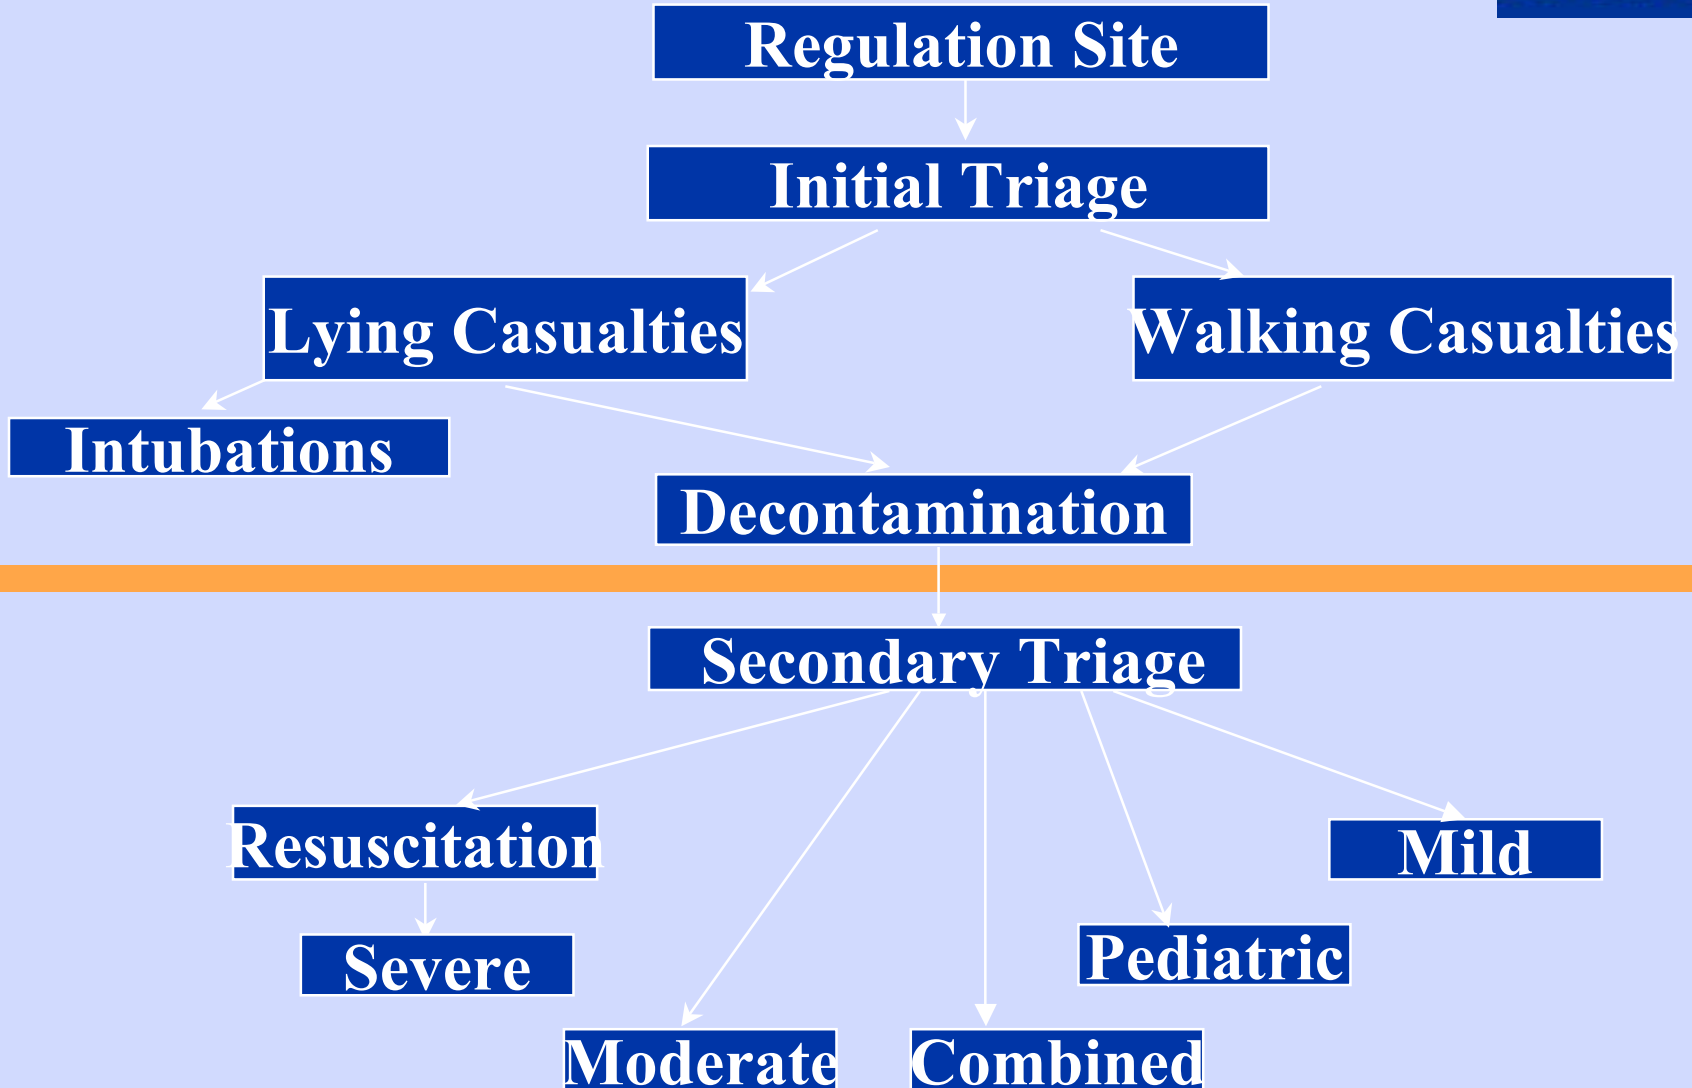 Regulation Site
Initial Triage
Lying Casualties
Walking Casualties
Intubations
Decontamination
Secondary Triage
Resuscitation
Mild
Severe
Pediatric
Moderate
Combined